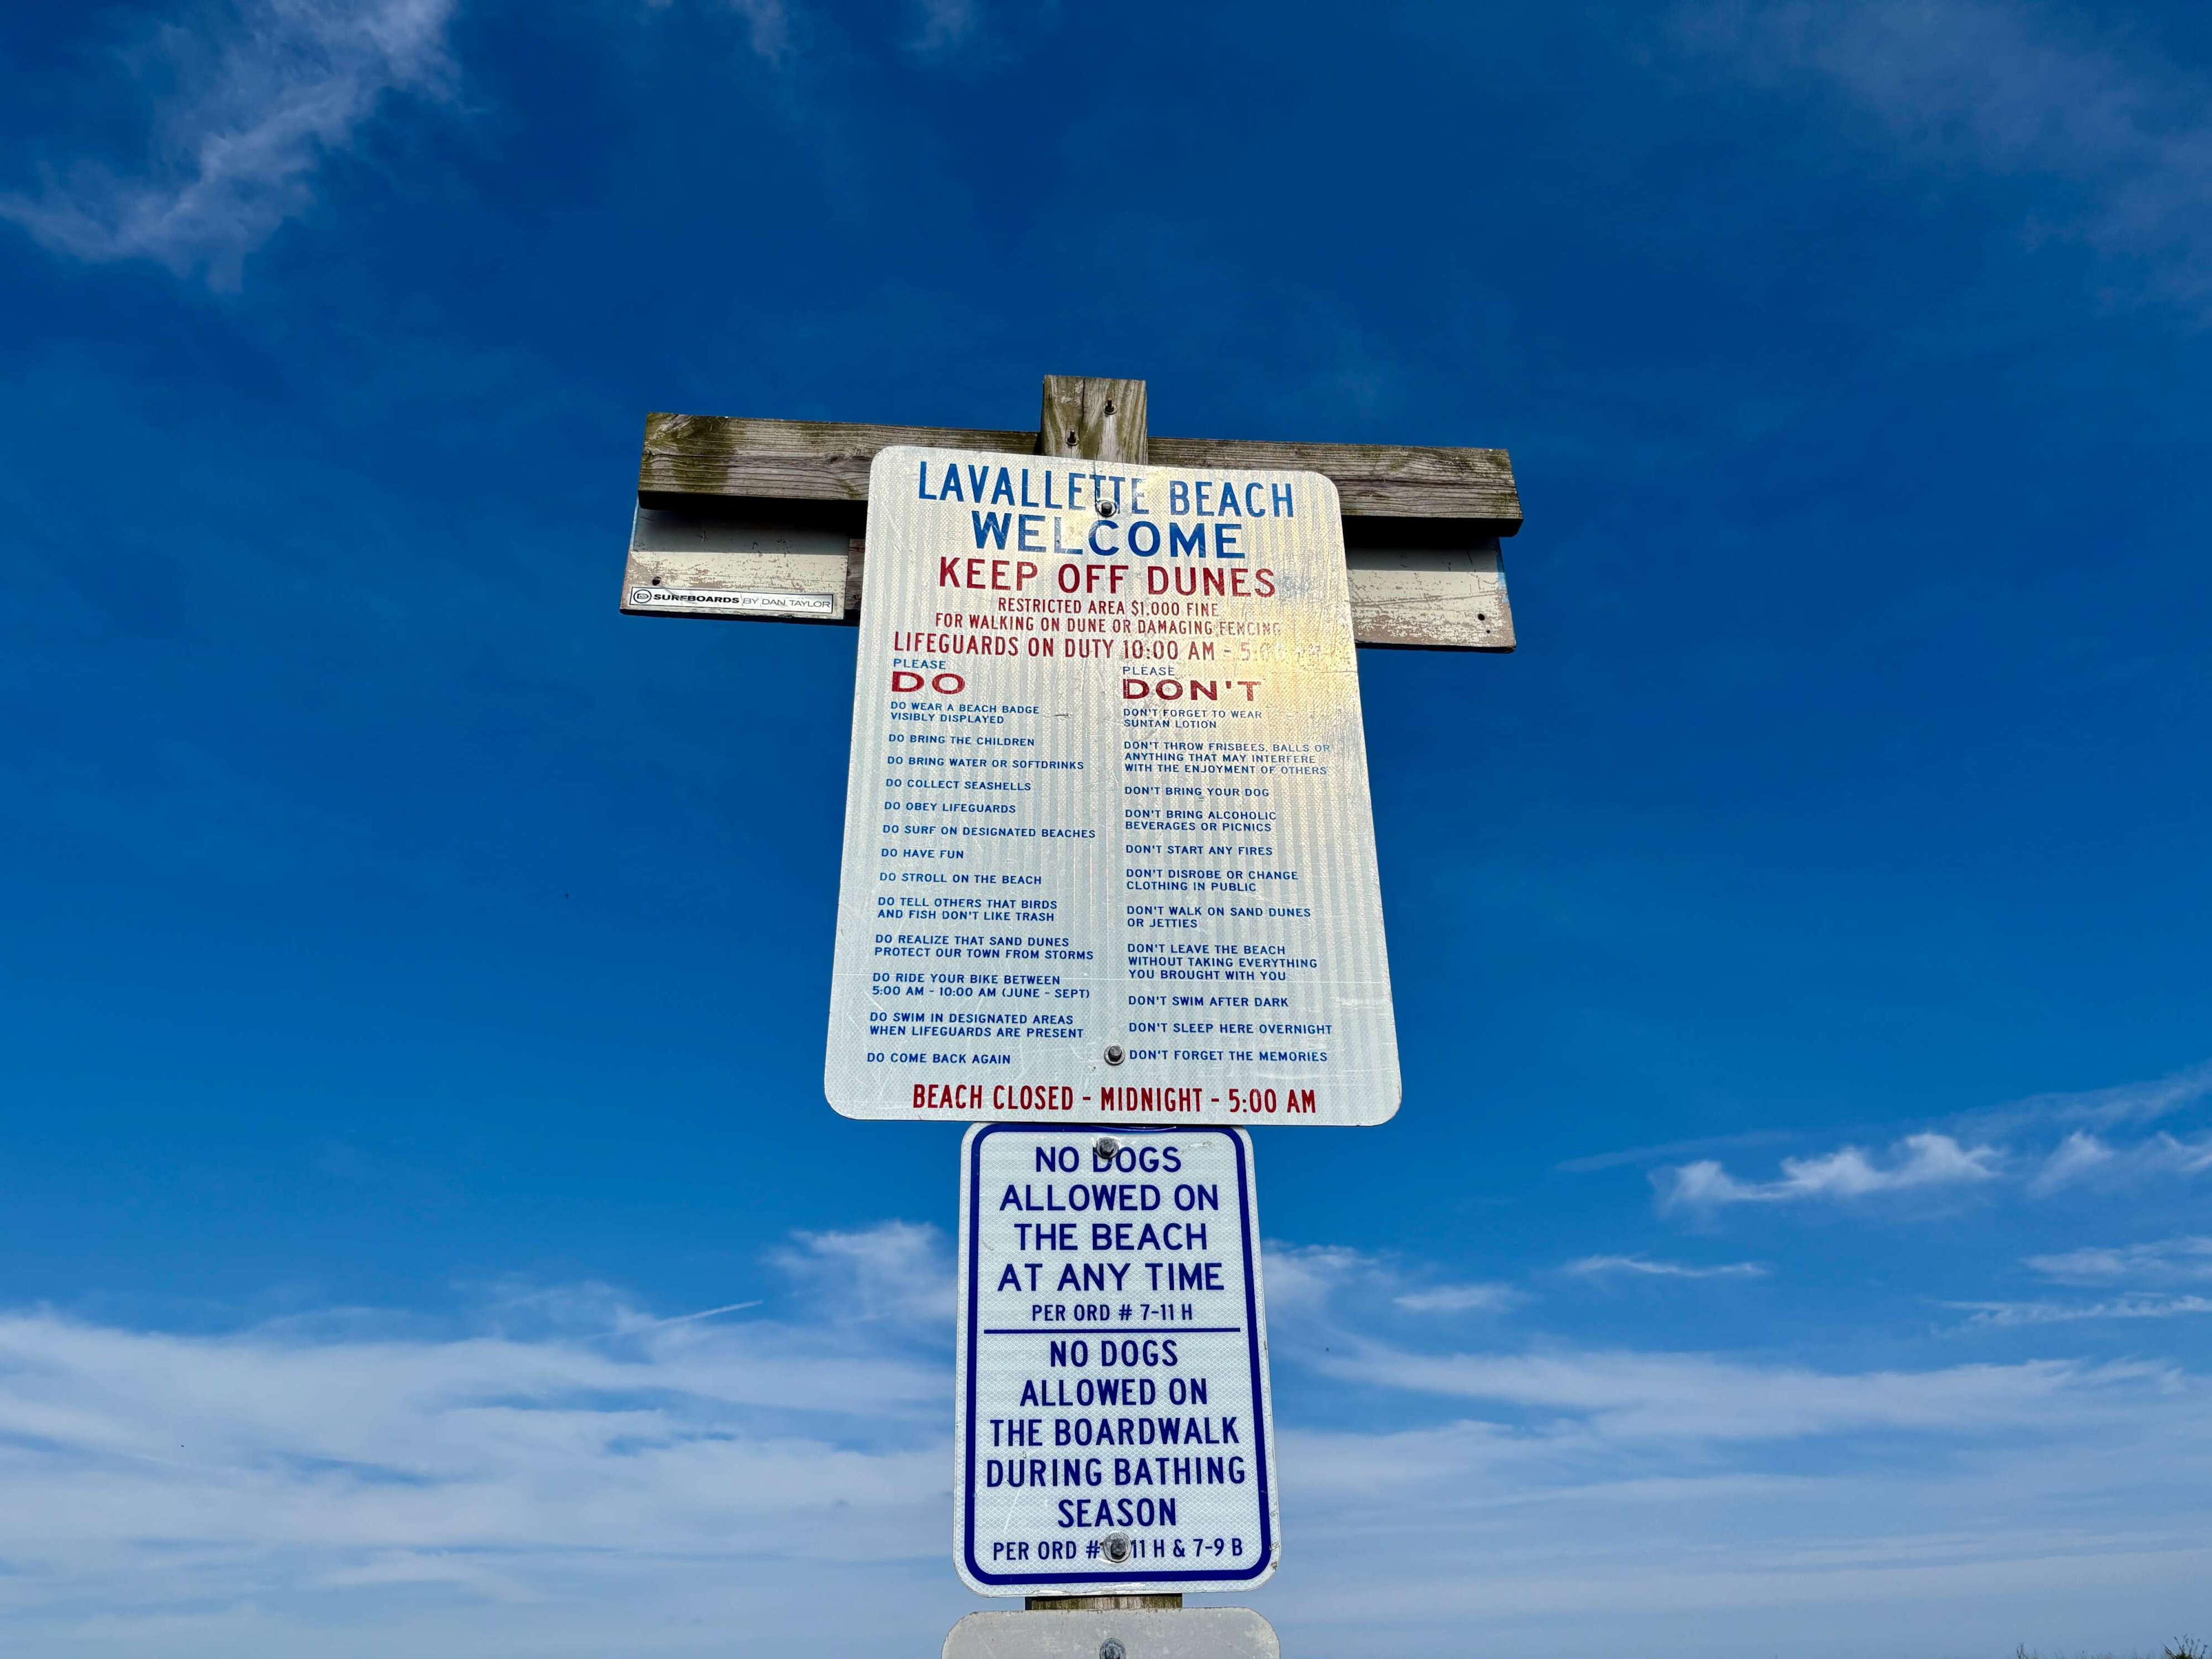 LAVALLETTE BEACH
WELCOME
KEEP OFF DUNES
RESTRICTED AREA $1,000 FINE
FOR WALKING ON DUNE OR DAMAGING FENCING
LIFEGUARDS ON DUTY 10:00 AM - 5:00 PM
PLEASE
DO
DO WEAR A BEACH BADGE
VISIBLY DISPLAYED
DO BRING THE CHILDREN
DO BRING WATER OR SOFTDRINKS
DO COLLECT SEASHELLS
DO OBEY LIFEGUARDS
DO SURF ON DESIGNATED BEACHES
DO HAVE FUN
DO STROLL ON THE BEACH
DO TELL OTHERS THAT BIRDS
AND FISH DON'T LIKE TRASH
DO REALIZE THAT SAND DUNES
PROTECT OUR TOWN FROM STORMS
DO RIDE YOUR BIKE BETWEEN
5:00 AM - 10:00 AM (JUNE - SEPT)
DO SWIM IN DESIGNATED AREAS
WHEN LIFEGUARDS ARE PRESENT
DO COME BACK AGAIN
PLEASE
DON'T
DON'T FORGET TO WEAR
SUNTAN LOTION
DON'T THROW FRISBEES, BALLS OR
ANYTHING THAT MAY INTERFERE
WITH THE ENJOYMENT OF OTHERS
DON'T BRING YOUR DOG
DON'T BRING ALCOHOLIC
BEVERAGES OR PICNICS
DON'T START ANY FIRES
DON'T DISROBE OR CHANGE
CLOTHING IN PUBLIC
DON'T WALK ON SAND DUNES
OR JETTIES
DON'T LEAVE THE BEACH
WITHOUT TAKING EVERYTHING
YOU BROUGHT WITH YOU
DON'T SWIM AFTER DARK
DON'T SLEEP HERE OVERNIGHT
DON'T FORGET THE MEMORIES
BEACH CLOSED - MIDNIGHT - 5:00 AM
SURFBOARDS BY DAN TAYLOR
NO DOGS
ALLOWED ON
THE BEACH
AT ANY TIME
PER ORD # 7-11 H
NO DOGS
ALLOWED ON
THE BOARDWALK
DURING BATHING
SEASON
PER ORD # 11 H & 7-9 B